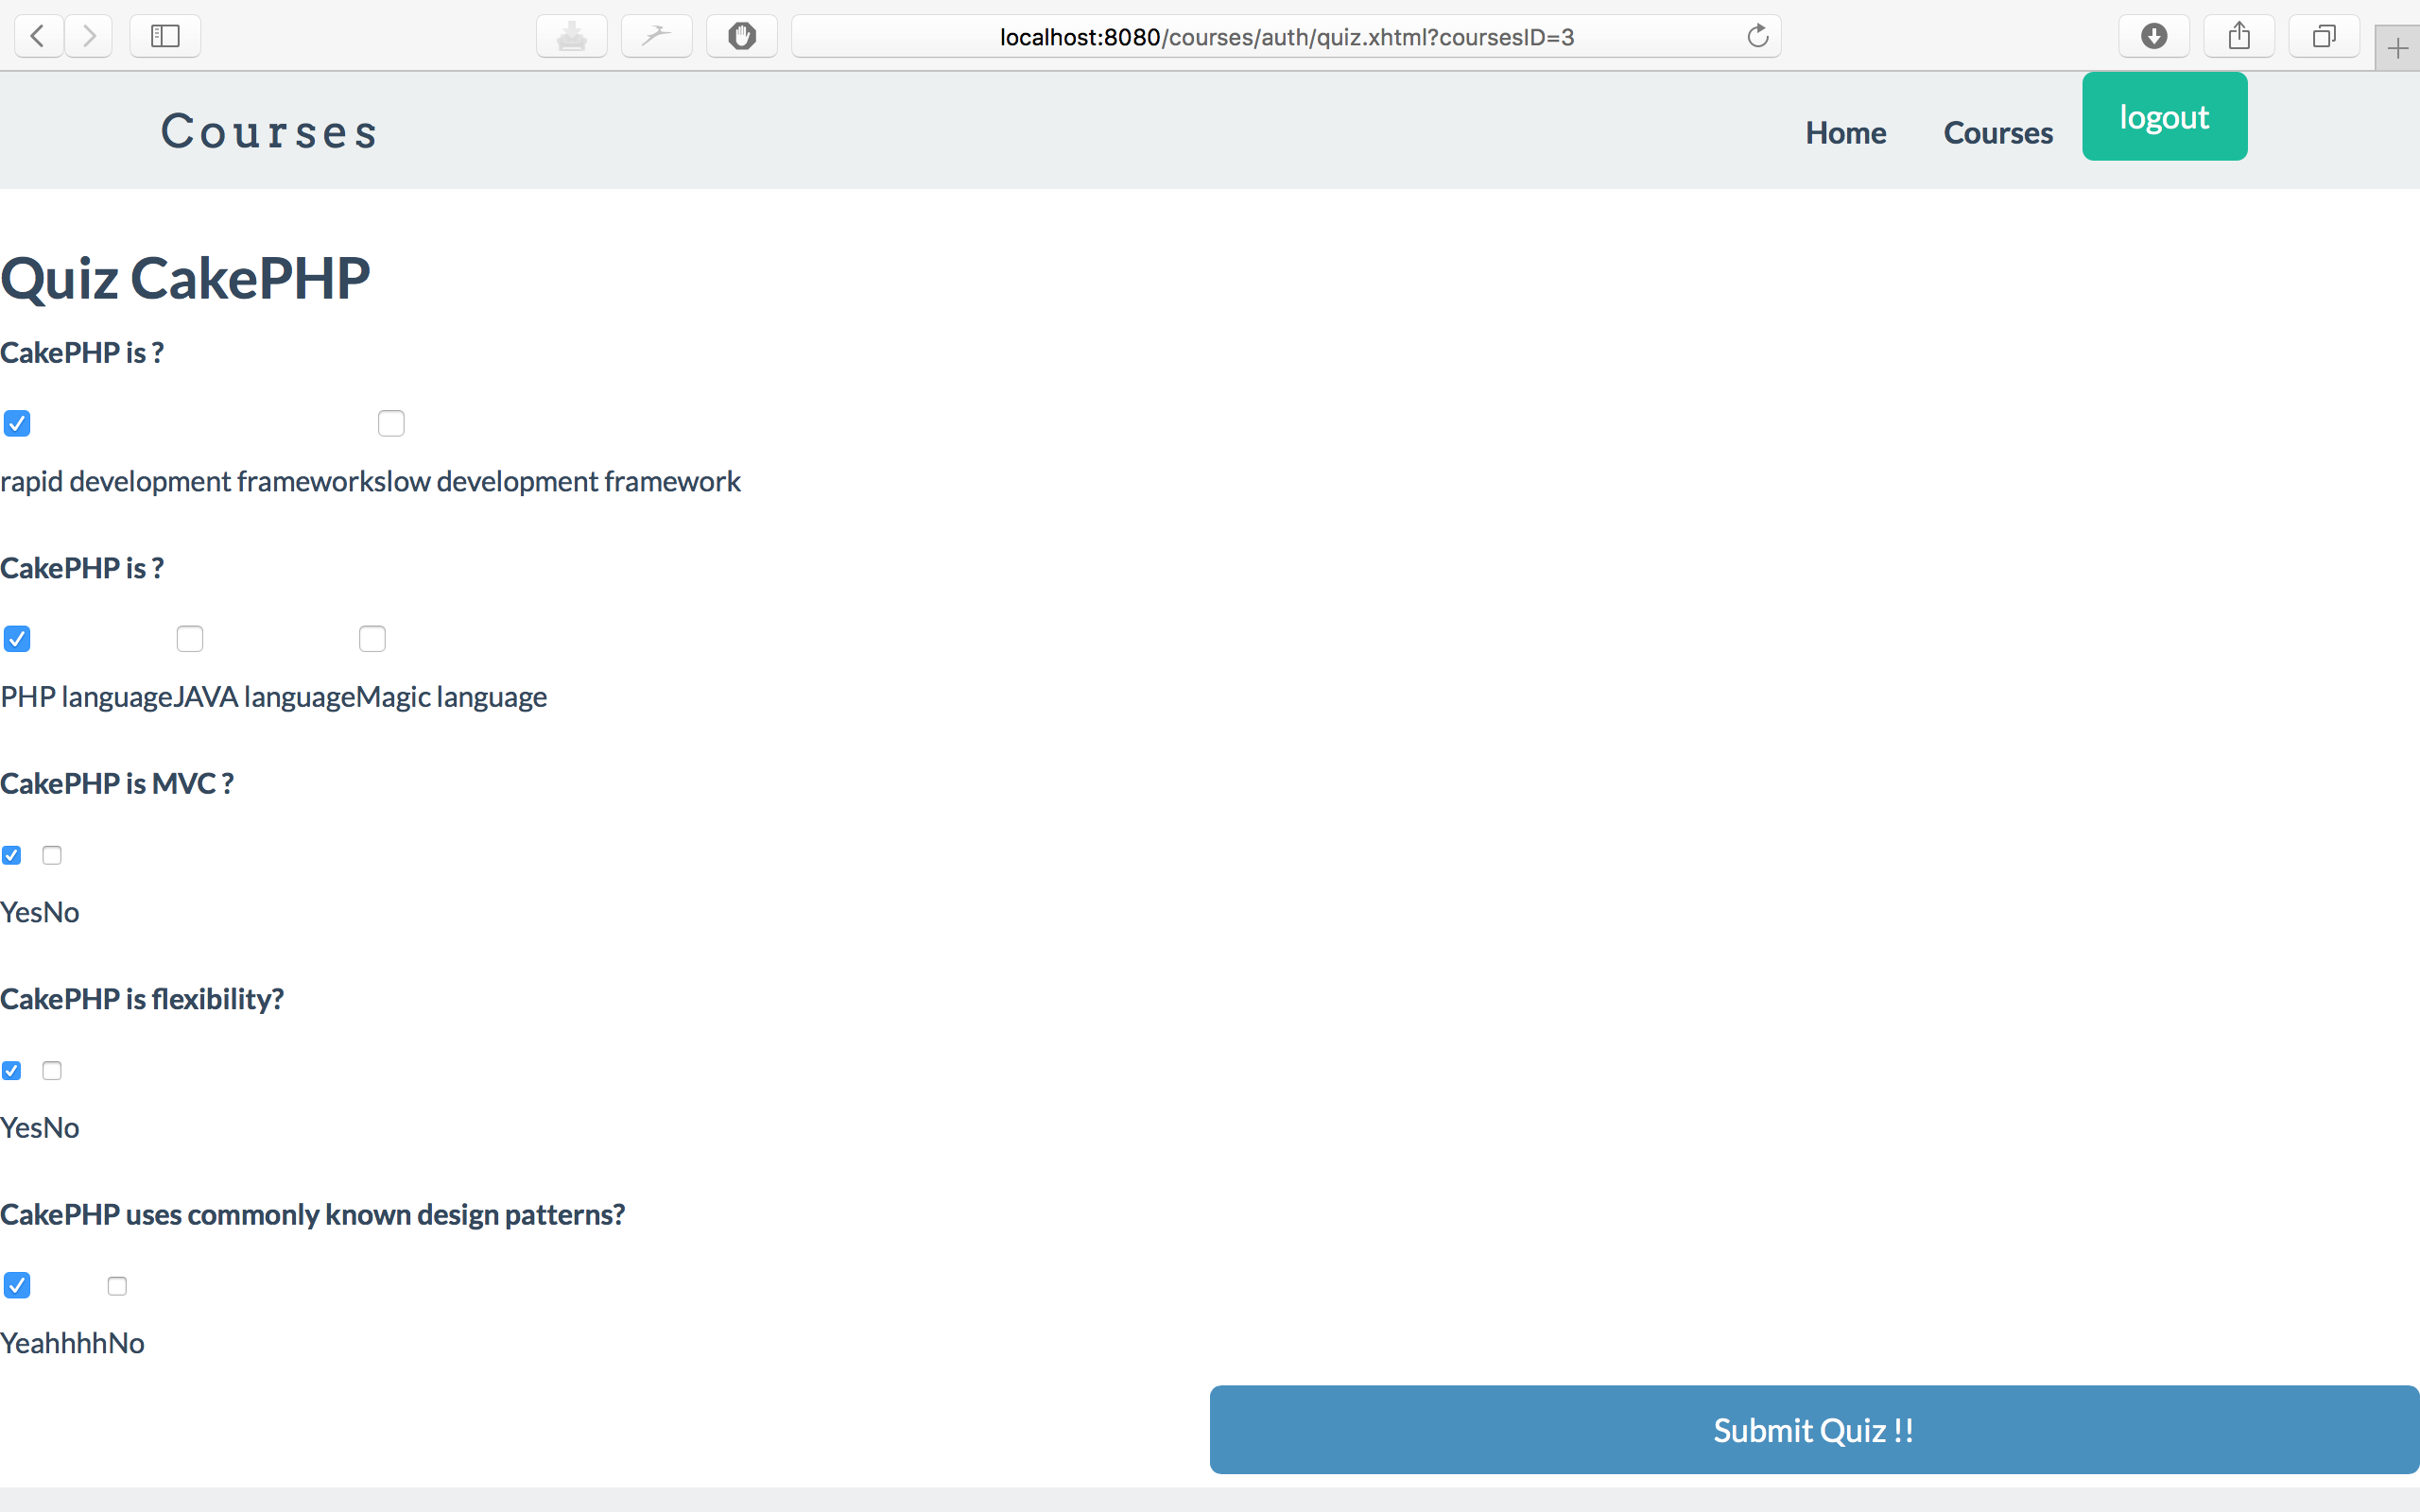 localhost:8080/courses/auth/quiz.xhtml?coursesID=3
Courses Home Courses logout
Quiz CakePHP
CakePHP is ?
rapid development frameworkslow development framework
CakePHP is ?
PHP languageJAVA languageMagic language
CakePHP is MVC ?
YesNo
CakePHP is flexibility?
YesNo
CakePHP uses commonly known design patterns?
YeahhhhNo
Submit Quiz !!